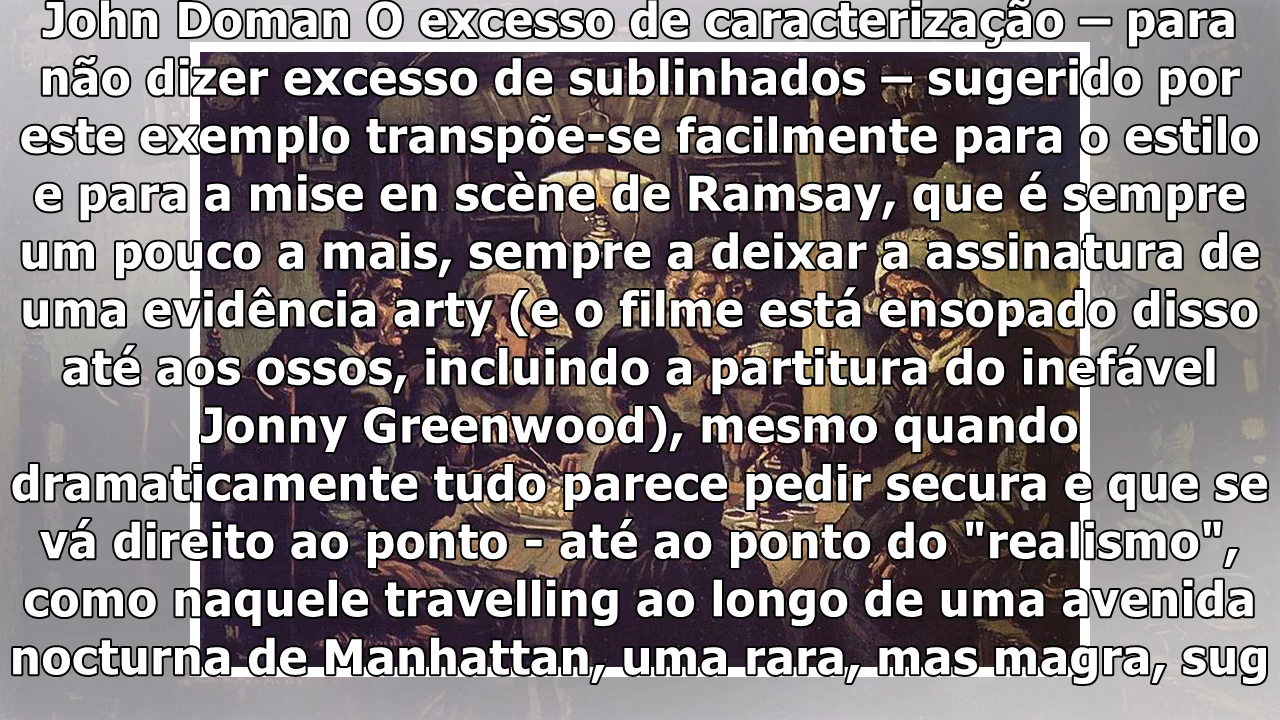 John Doman O excesso de caracterização – para
não dizer excesso de sublinhados – sugerido por
este exemplo transpõe-se facilmente para o estilo
e para a mise en scène de Ramsay, que é sempre
um pouco a mais, sempre a deixar a assinatura de
uma evidência arty (e o filme está ensopado disso
até aos ossos, incluindo a partitura do inefável
Jonny Greenwood), mesmo quando
dramaticamente tudo parece pedir secura e que se
vá direito ao ponto - até ao ponto do "realismo",
como naquele travelling ao longo de uma avenida
nocturna de Manhattan, uma rara, mas magra, sug